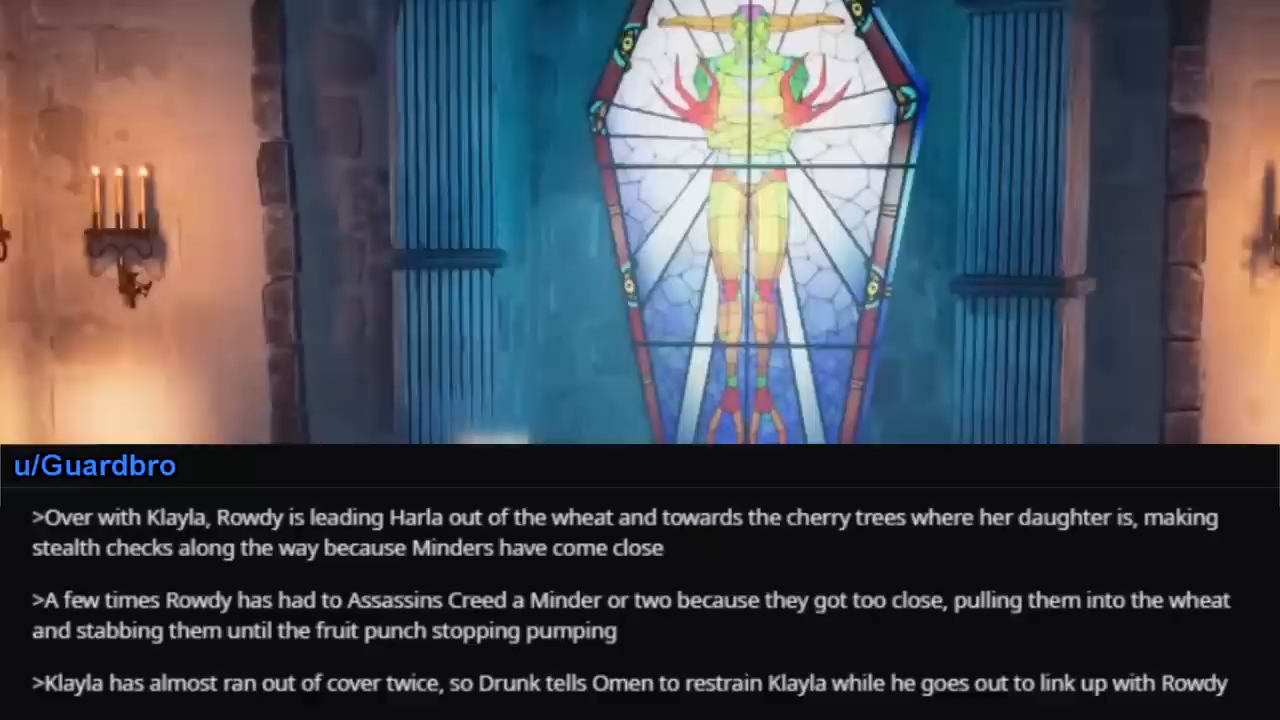 u/Guardbro
>Over with Klayla, Rowdy is leading Harla out of the wheat and towards the cherry trees where her daughter is, making
stealth checks along the way because Minders have come close
>A few times Rowdy has had to Assassins Creed a Minder or two because they got too close, pulling them into the wheat
and stabbing them until the fruit punch stopping pumping
>Klayla has almost ran out of cover twice, so Drunk tells Omen to restrain Klayla while he goes out to link up with Rowdy